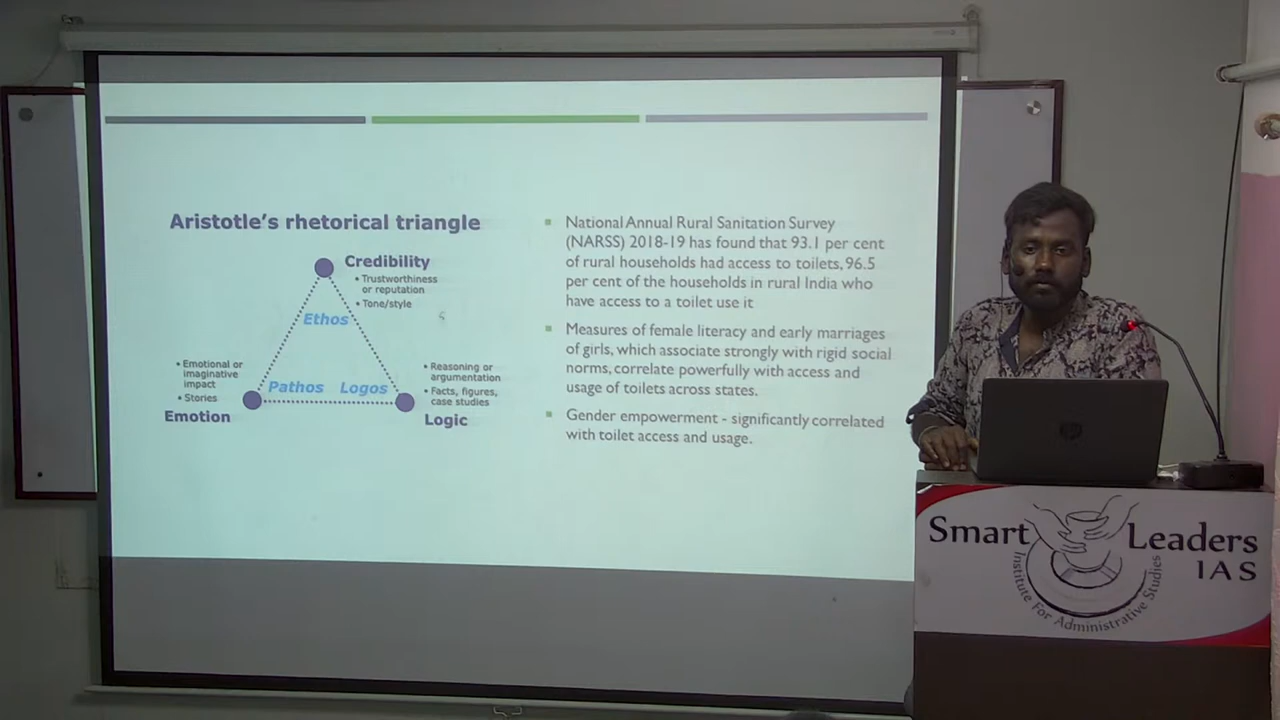 Aristotle's rhetorical triangle
Credibility
• Trustworthiness
or reputation
• Tone/style
Ethos
• Emotional or
imaginative
impact
• Stories
Pathos
Logos
• Reasoning or
argumentation
• Facts, figures,
case studies
Emotion
Logic
National Annual Rural Sanitation Survey
(NARSS) 2018-19 has found that 93.1 per cent
of rural households had access to toilets, 96.5
per cent of the households in rural India who
have access to a toilet use it
Measures of female literacy and early marriages
of girls, which associate strongly with rigid social
norms, correlate powerfully with access and
usage of toilets across states.
Gender empowerment - significantly correlated
with toilet access and usage.
hp
Smart Leaders
IAS
Institute For Administrative Studies